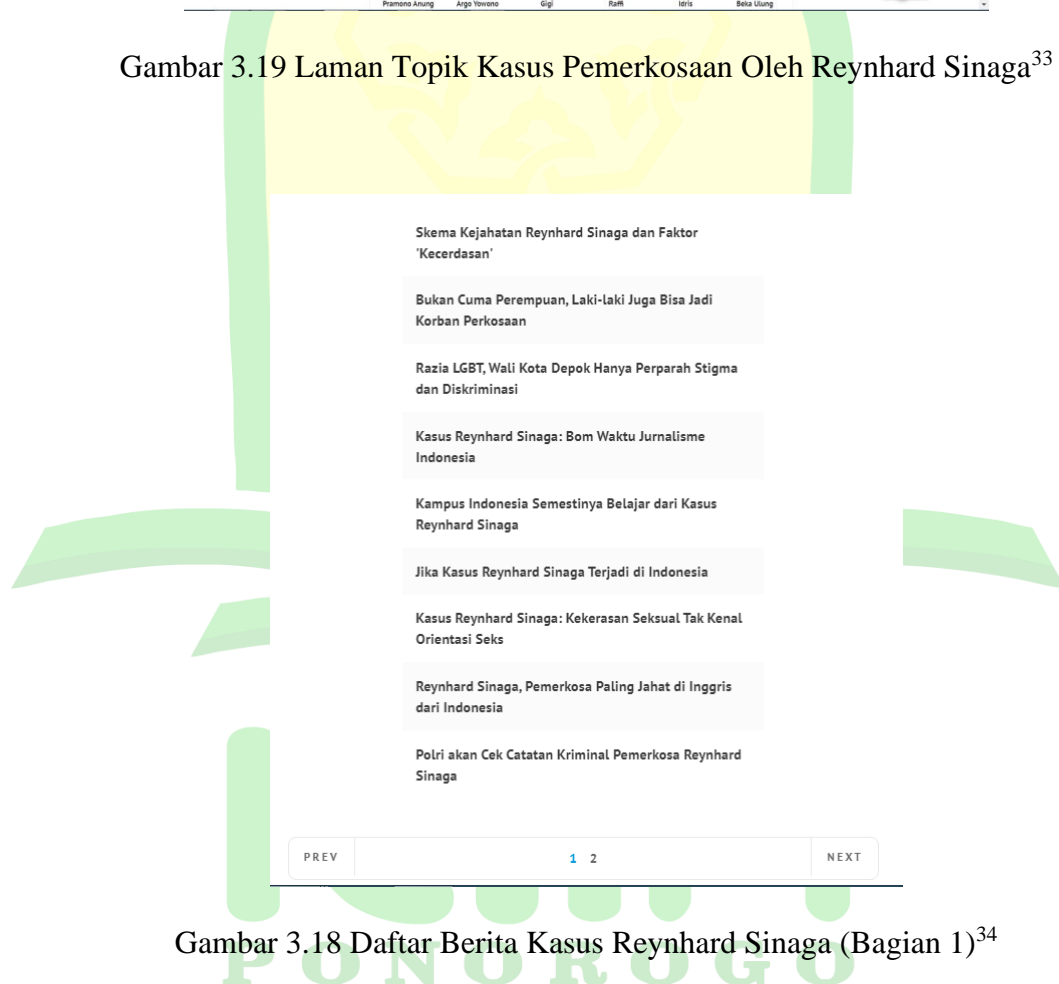 Pramono Anung Argo Yowono Gigi Raffi Idris Beka Ulung
Gambar 3.19 Laman Topik Kasus Pemerkosaan Oleh Reynhard Sinaga33
Skema Kejahatan Reynhard Sinaga dan Faktor
'Kecerdasan'
Bukan Cuma Perempuan, Laki-laki Juga Bisa Jadi
Korban Perkosaan
Razia LGBT, Wali Kota Depok Hanya Perparah Stigma
dan Diskriminasi
Kasus Reynhard Sinaga: Bom Waktu Jurnalisme
Indonesia
Kampus Indonesia Semestinya Belajar dari Kasus
Reynhard Sinaga
Jika Kasus Reynhard Sinaga Terjadi di Indonesia
Kasus Reynhard Sinaga: Kekerasan Seksual Tak Kenal
Orientasi Seks
Reynhard Sinaga, Pemerkosa Paling Jahat di Inggris
dari Indonesia
Polri akan Cek Catatan Kriminal Pemerkosa Reynhard
Sinaga
PREV 1 2 NEXT
Gambar 3.18 Daftar Berita Kasus Reynhard Sinaga (Bagian 1)34
PONOROGO